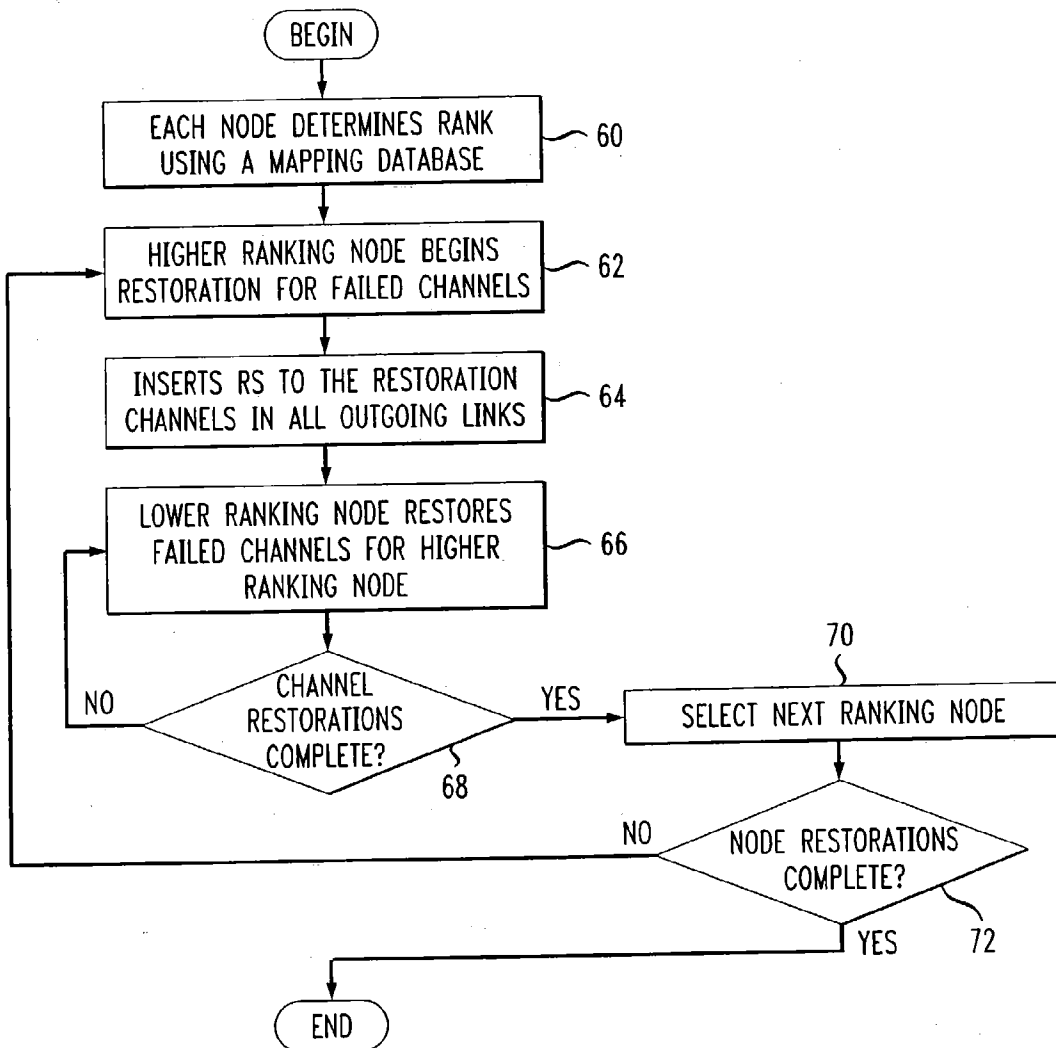 BEGIN
EACH NODE DETERMINES RANK
USING A MAPPING DATABASE
60
HIGHER RANKING NODE BEGINS
RESTORATION FOR FAILED CHANNELS
62
INSERTS RS TO THE RESTORATION
CHANNELS IN ALL OUTGOING LINKS
64
LOWER RANKING NODE RESTORES
FAILED CHANNELS FOR HIGHER
RANKING NODE
66
NO
CHANNEL
RESTORATIONS
COMPLETE?
68
YES
70
SELECT NEXT RANKING NODE
NO
NODE RESTORATIONS
COMPLETE?
72
YES
END